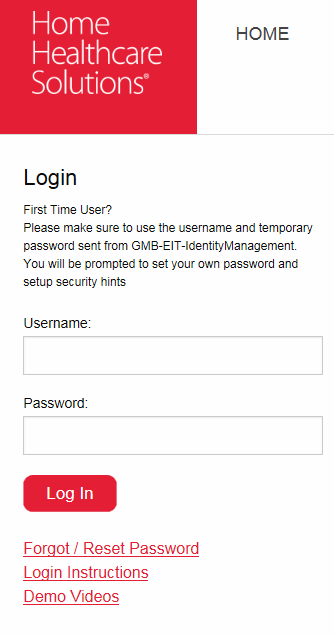 Home
Healthcare
Solutions®
HOME
Login
First Time User?
Please make sure to use the username and temporary
password sent from GMB-EIT-IdentityManagement.
You will be prompted to set your own password and
setup security hints
Username:
Password:
Log In
Forgot / Reset Password
Login Instructions
Demo Videos